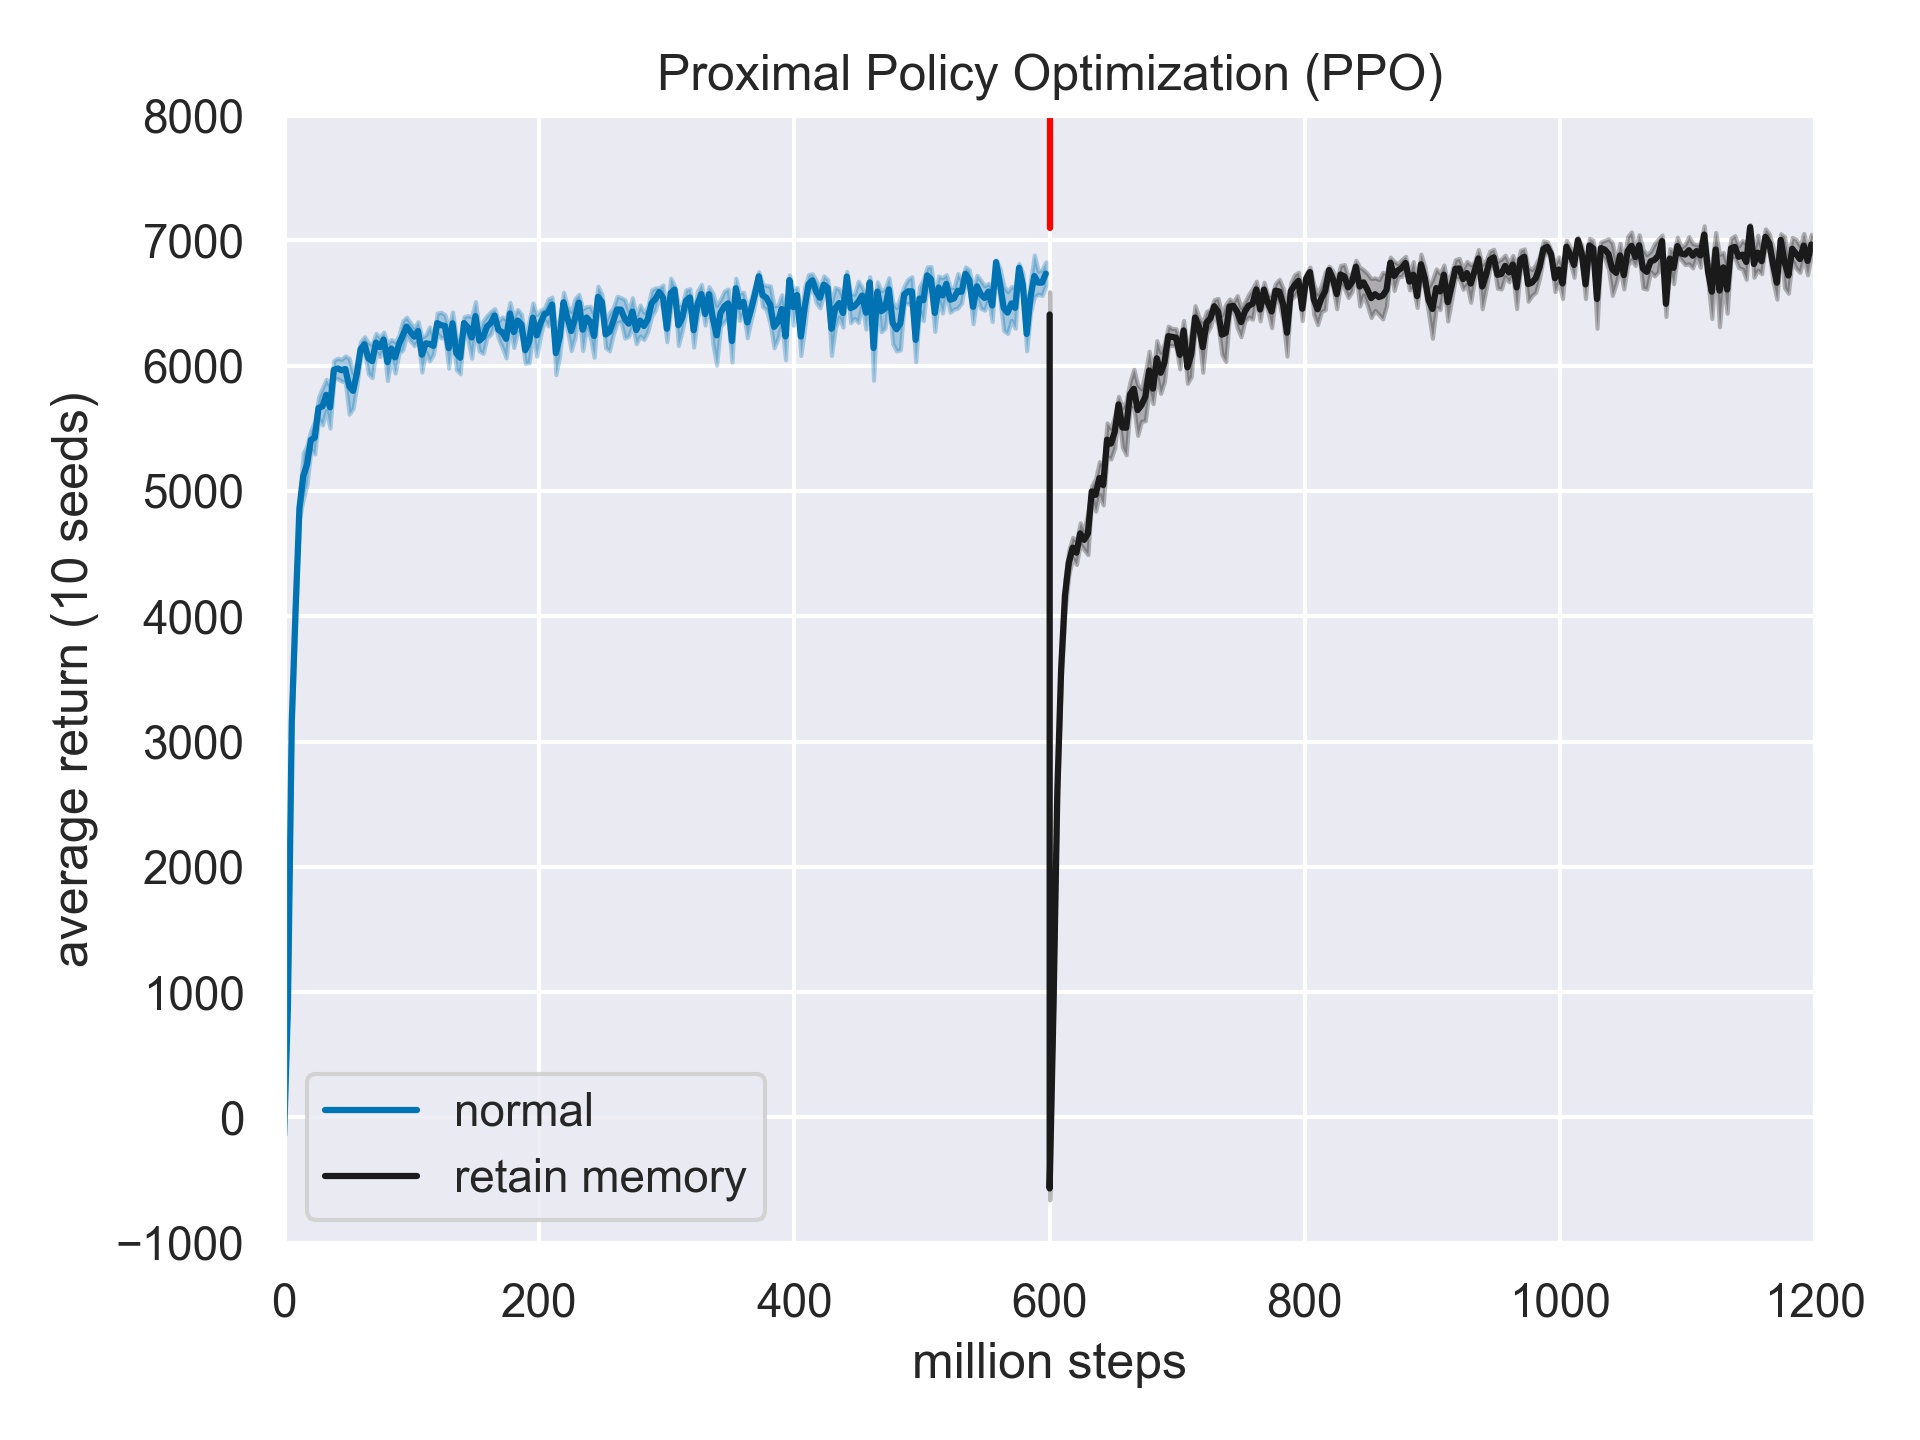 Proximal Policy Optimization (PPO)
8000
7000
6000
5000
4000
3000
2000
1000
0
−1000
average return (10 seeds)
normal
retain memory
0 200 400 600 800 1000 1200
million steps